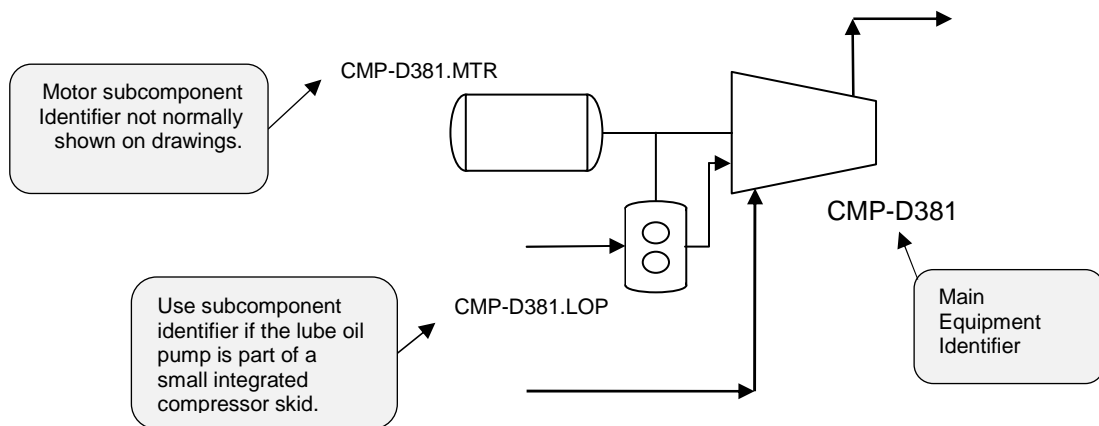 CMP-D381.MTR
Motor subcomponent
Identifier not normally
shown on drawings.
CMP-D381
Use subcomponent
identifier if the lube oil
pump is part of a
small integrated
compressor skid.
CMP-D381.LOP
Main
Equipment
Identifier